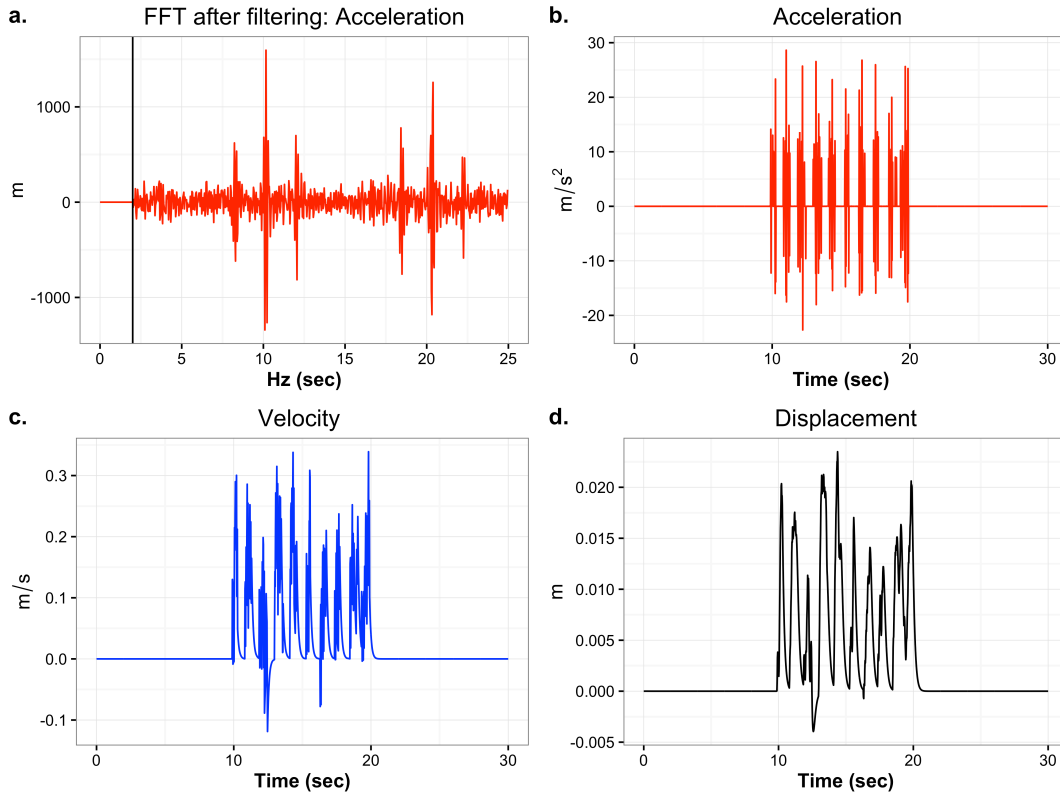 a.
FFT after filtering: Acceleration
m
1000
0
-1000
0 5 10 15 20 25
Hz (sec)
b.
Acceleration
m/s²
30
20
10
0
-10
-20
0 10 20 30
Time (sec)
c.
Velocity
m/s
0.3
0.2
0.1
0.0
-0.1
0 10 20 30
Time (sec)
d.
Displacement
m
0.020
0.015
0.010
0.005
0.000
-0.005
0 10 20 30
Time (sec)